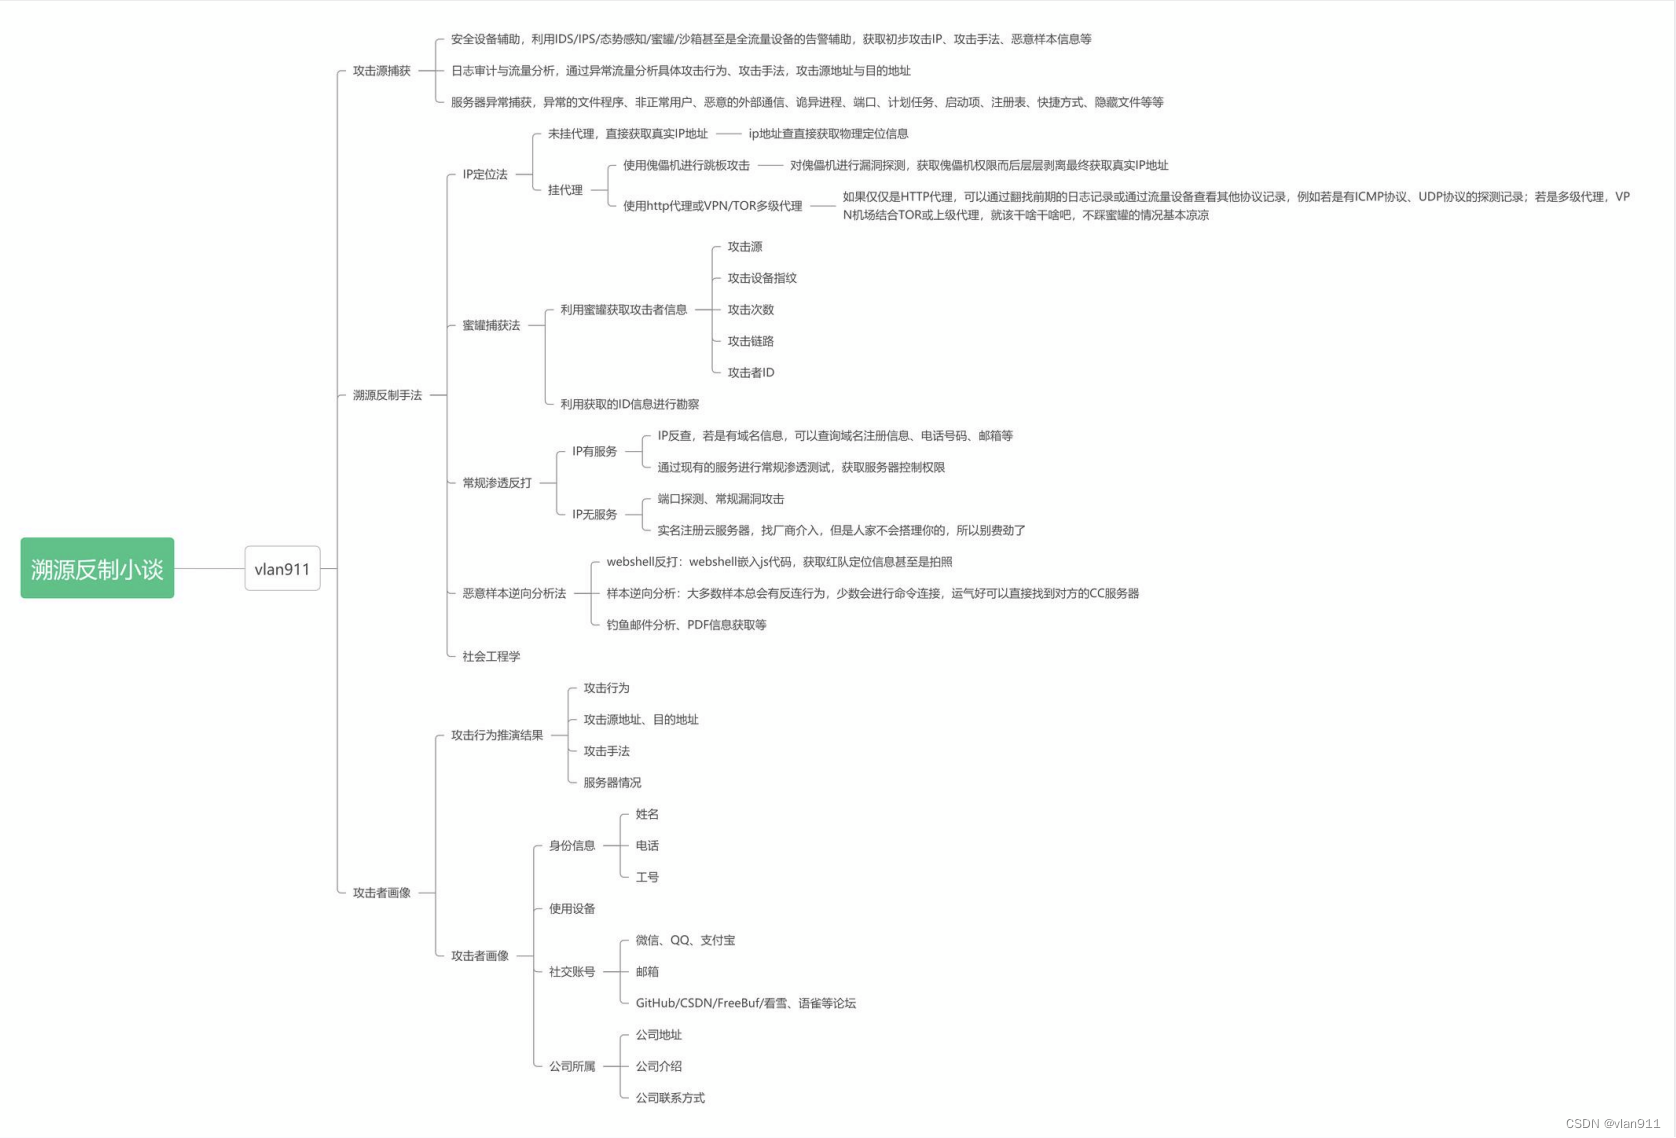 溯源反制小谈
vlan911
攻击源捕获
安全设备辅助，利用IDS/IPS/态势感知/蜜罐/沙箱甚至是全流量设备的告警辅助，获取初步攻击IP、攻击手法、恶意样本信息等
日志审计与流量分析，通过异常流量分析具体攻击行为、攻击手法，攻击源地址与目的地址
服务器异常捕获，异常的文件程序、非正常用户、恶意的外部通信、诡异进程、端口、计划任务、启动项、注册表、快捷方式、隐藏文件等等
溯源反制手法
IP定位法
未挂代理，直接获取真实IP地址
ip地址查直接获取物理定位信息
挂代理
使用傀儡机进行跳板攻击
对傀儡机进行漏洞探测，获取傀儡机权限而后层层剥离最终获取真实IP地址
使用http代理或VPN/TOR多级代理
如果仅仅是HTTP代理，可以通过翻找前期的日志记录或通过流量设备查看其他协议记录，例如若是有ICMP协议、UDP协议的探测记录；若是多级代理，VP
N机场结合TOR或上级代理，就该干啥干啥吧，不踩蜜罐的情况基本凉凉
蜜罐捕获法
利用蜜罐获取攻击者信息
攻击源
攻击设备指纹
攻击次数
攻击链路
攻击者ID
利用获取的ID信息进行勘察
常规渗透反打
IP有服务
IP反查，若是有域名信息，可以查询域名注册信息、电话号码、邮箱等
通过现有的服务进行常规渗透测试，获取服务器控制权限
IP无服务
端口探测、常规漏洞攻击
实名注册云服务器，找厂商介入，但是人家不会搭理你的，所以别费劲了
恶意样本逆向分析法
webshell反打：webshell嵌入js代码，获取红队定位信息甚至是拍照
样本逆向分析：大多数样本总会有反连行为，少数会进行命令连接，运气好可以直接找到对方的CC服务器
钓鱼邮件分析、PDF信息获取等
社会工程学
攻击者画像
攻击行为推演结果
攻击行为
攻击源地址、目的地址
攻击手法
服务器情况
攻击者画像
身份信息
姓名
电话
工号
使用设备
社交账号
微信、QQ、支付宝
邮箱
GitHub/CSDN/FreeBuf/看雪、语雀等论坛
公司所属
公司地址
公司介绍
公司联系方式
CSDN @vlan911